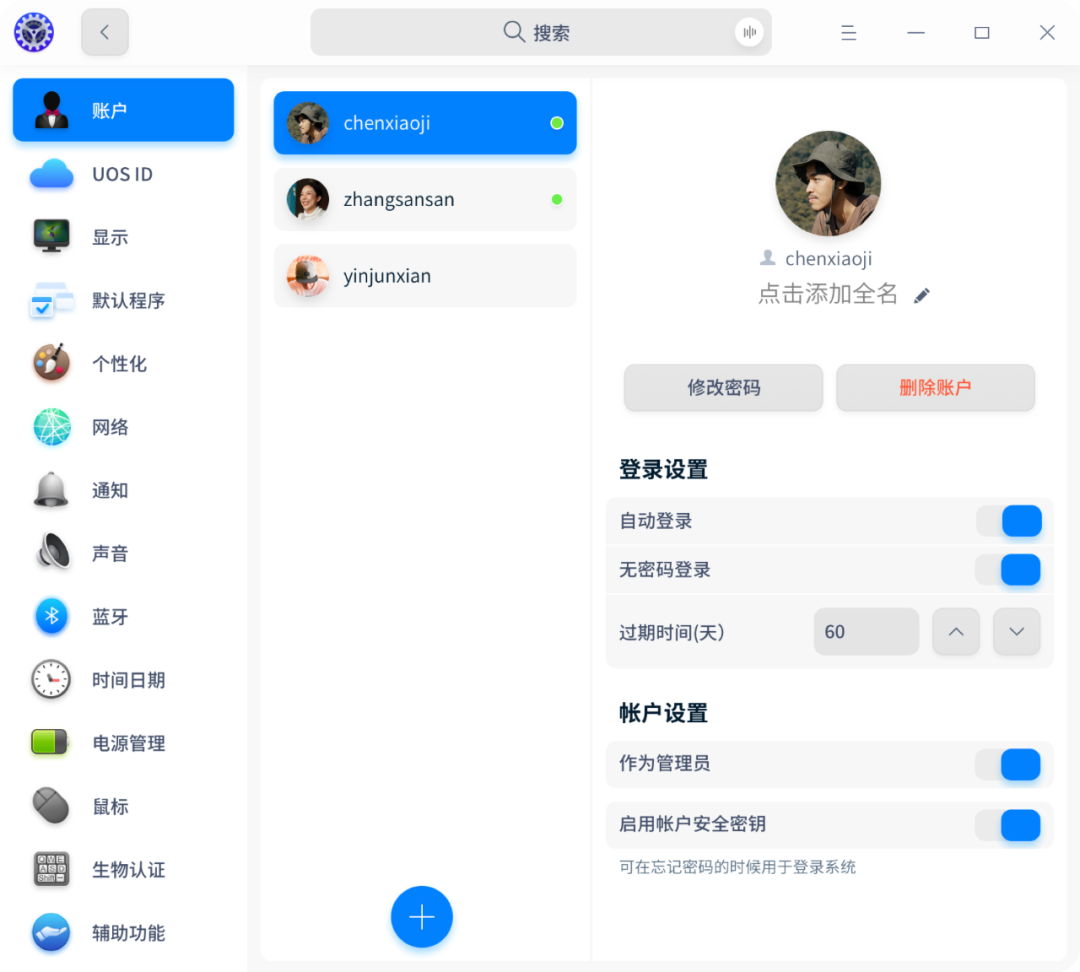 搜索
账户
UOS ID
显示
默认程序
个性化
网络
通知
声音
蓝牙
时间日期
电源管理
鼠标
生物认证
辅助功能
chenxiaoji
zhangsansan
yinjunxian
chenxiaoji
点击添加全名
修改密码
删除账户
登录设置
自动登录
无密码登录
过期时间(天)
60
帐户设置
作为管理员
启用帐户安全密钥
可在忘记密码的时候用于登录系统